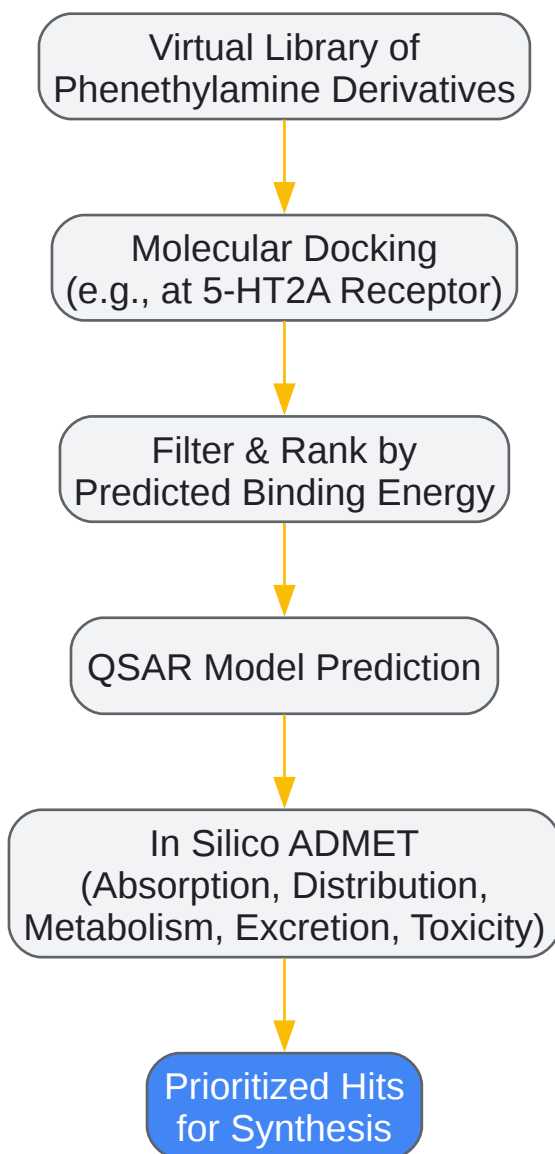 Virtual Library of
Phenethylamine Derivatives
Molecular Docking
(e.g., at 5-HT2A Receptor)
Filter & Rank by
Predicted Binding Energy
QSAR Model Prediction
In Silico ADMET
(Absorption, Distribution,
Metabolism, Excretion, Toxicity)
Prioritized Hits
for Synthesis